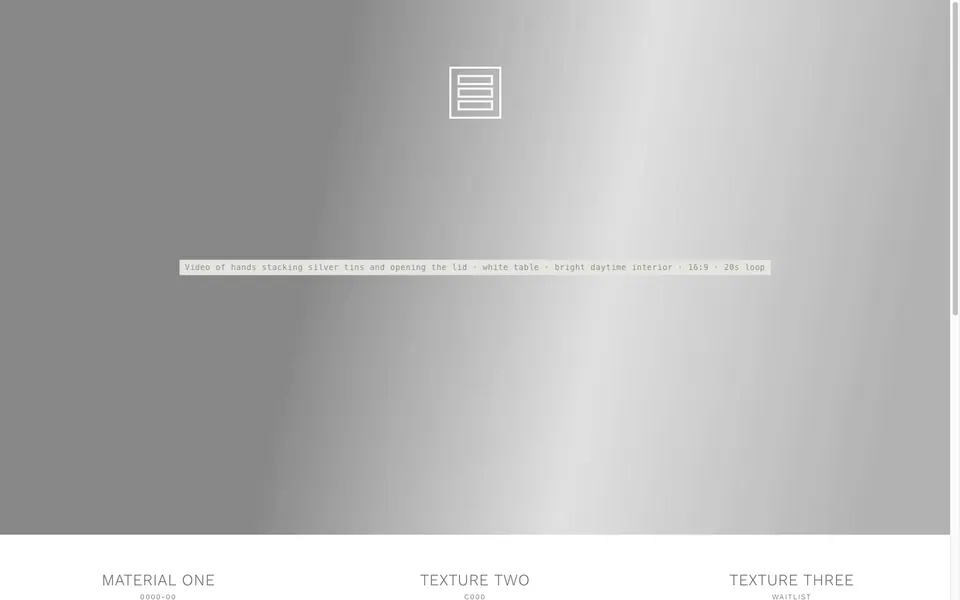 Video of hands stacking silver tins and opening the lid · white table · bright daytime interior · 16:9 · 20s loop
MATERIAL ONE
0000-00
TEXTURE TWO
C000
TEXTURE THREE
WAITLIST